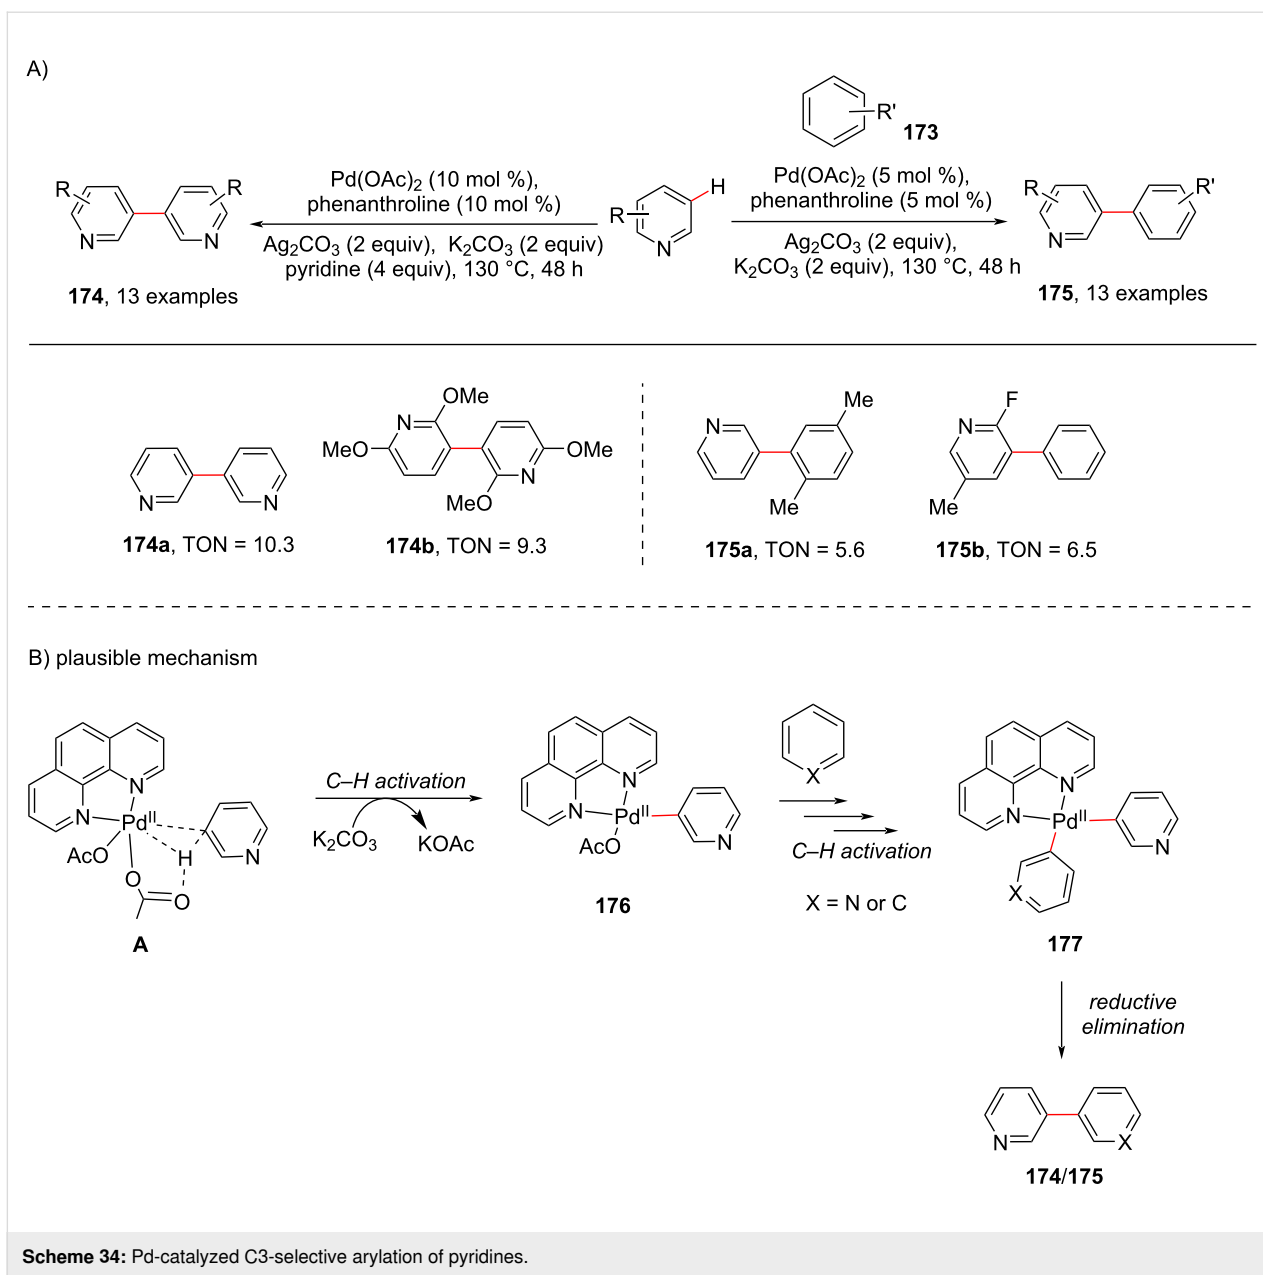 A)
R'
173
R
R
N
N
Pd(OAc)2 (10 mol %),
phenanthroline (10 mol %)
Ag2CO3 (2 equiv), K2CO3 (2 equiv)
pyridine (4 equiv), 130 °C, 48 h
H
R
N
Pd(OAc)2 (5 mol %),
phenanthroline (5 mol %)
Ag2CO3 (2 equiv),
K2CO3 (2 equiv), 130 °C, 48 h
R
R'
N
174, 13 examples
175, 13 examples
N
N
174a, TON = 10.3
OMe
N
MeO
OMe
MeO
N
174b, TON = 9.3
Me
N
Me
175a, TON = 5.6
F
N
Me
175b, TON = 6.5
B) plausible mechanism
N
N
PdII
AcO
H
N
O
O
A
C–H activation
K2CO3
KOAc
N
N
PdII
AcO
N
176
X
C–H activation
X = N or C
N
N
PdII
N
X
177
reductive
elimination
N
X
174/175
Scheme 34: Pd-catalyzed C3-selective arylation of pyridines.